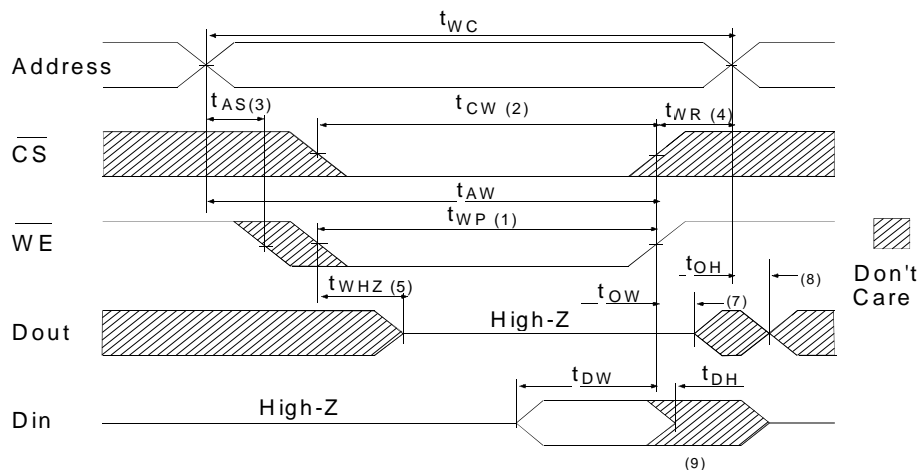 tWC
Address
tAS(3)
tCW (2)
tWR (4)
CS
tAW
WE
tWP (1)
tWHZ (5)
tOW
tOH
(8)
(7)
Don't
Care
Dout
High-Z
tDW
tDH
Din
High-Z
(9)